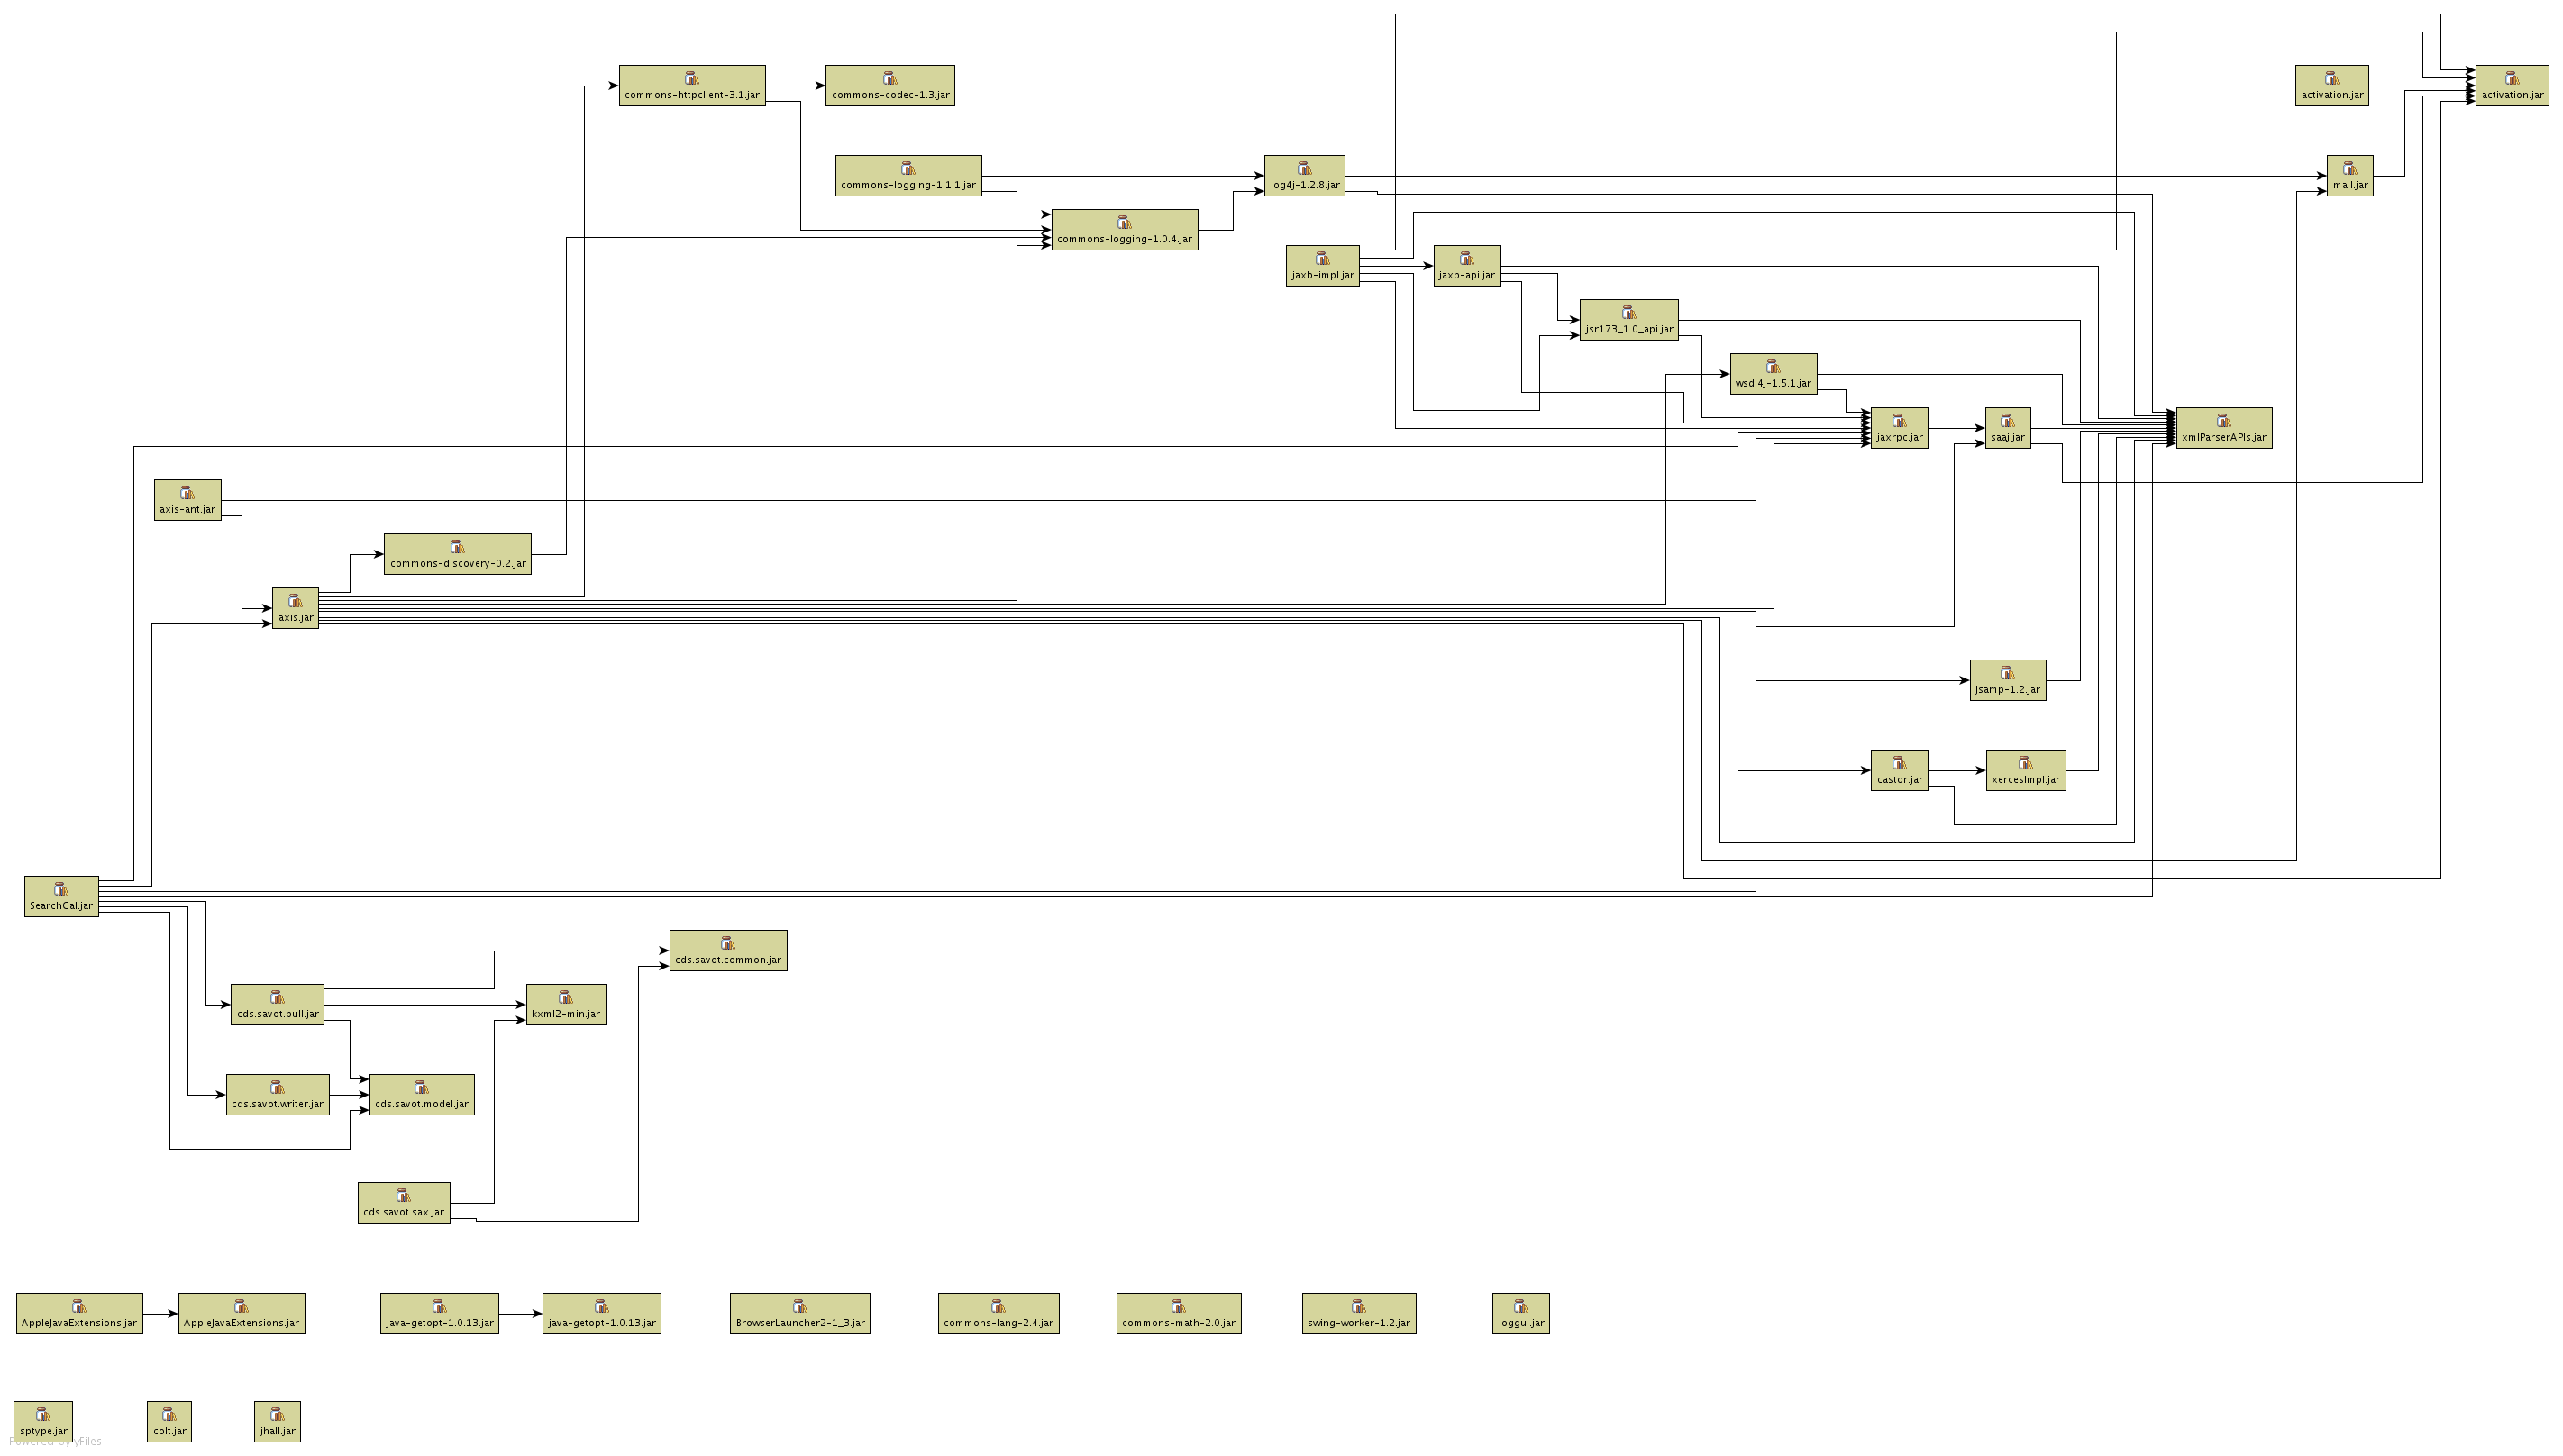 commons-httpclient-3.1.jar
commons-codec-1.3.jar
activation.jar
activation.jar
commons-logging-1.1.1.jar
log4j-1.2.8.jar
mail.jar
commons-logging-1.0.4.jar
jaxb-impl.jar
jaxb-api.jar
jsr173_1.0_api.jar
wsdl4j-1.5.1.jar
jaxrpc.jar
saaj.jar
xmlParserAPIs.jar
axis-ant.jar
commons-discovery-0.2.jar
axis.jar
jsamp-1.2.jar
castor.jar
xercesImpl.jar
SearchCal.jar
cds.savot.common.jar
cds.savot.pull.jar
kxml2-min.jar
cds.savot.writer.jar
cds.savot.model.jar
cds.savot.sax.jar
AppleJavaExtensions.jar
AppleJavaExtensions.jar
java-getopt-1.0.13.jar
java-getopt-1.0.13.jar
BrowserLauncher2-1_3.jar
commons-lang-2.4.jar
commons-math-2.0.jar
swing-worker-1.2.jar
loggui.jar
sptype.jar
colt.jar
jhall.jar
Powered by yFiles